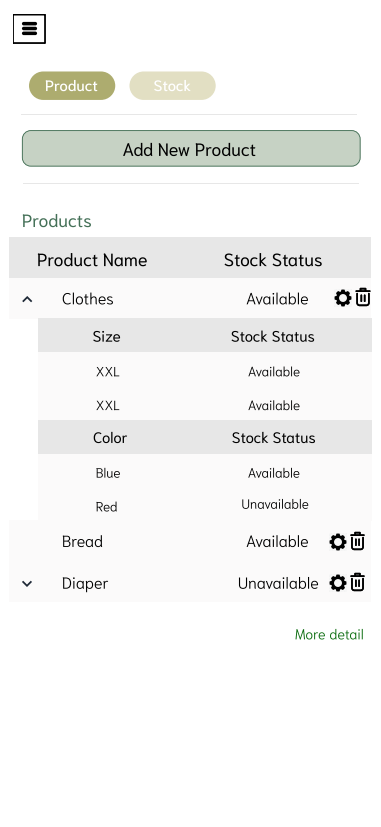 Product Stock
Add New Product
Products
Product Name Stock Status
Clothes Available
Size Stock Status
XXL Available
XXL Available
Color Stock Status
Blue Available
Red Unavailable
Bread Available
Diaper Unavailable
More detail